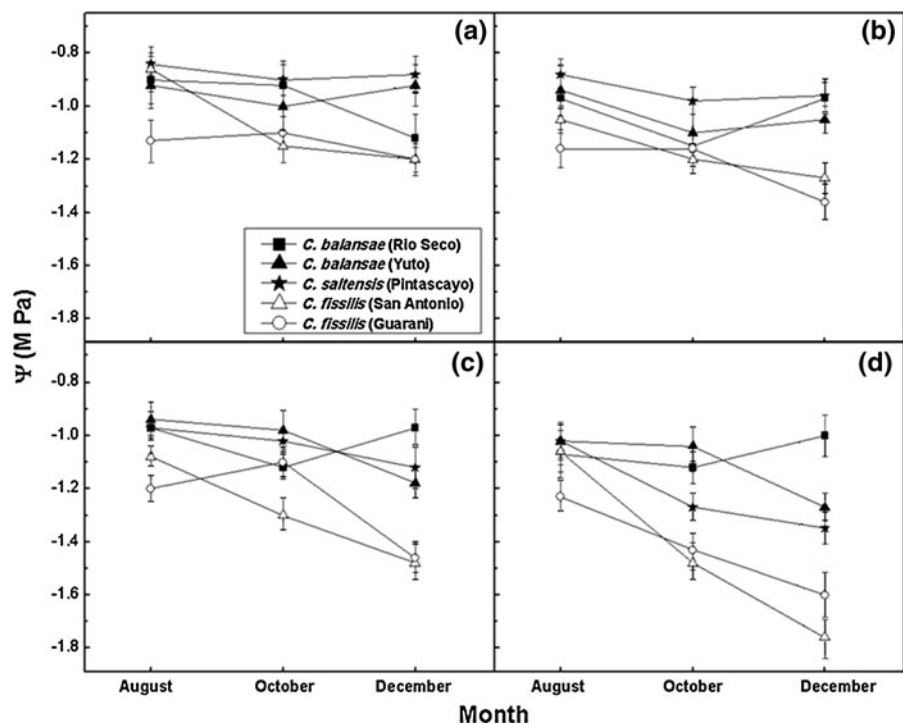 (a)
(b)
-0.8
-1.0
-1.2
-1.4
-1.6
-1.8
C. balansae (Rio Seco)
C. balansae (Yuto)
C. saltensis (Pintascayo)
C. fissilis (San Antonio)
C. fissilis (Guarani)
Ψ (M Pa)
(c)
(d)
-0.8
-1.0
-1.2
-1.4
-1.6
-1.8
August October December August October December
Month